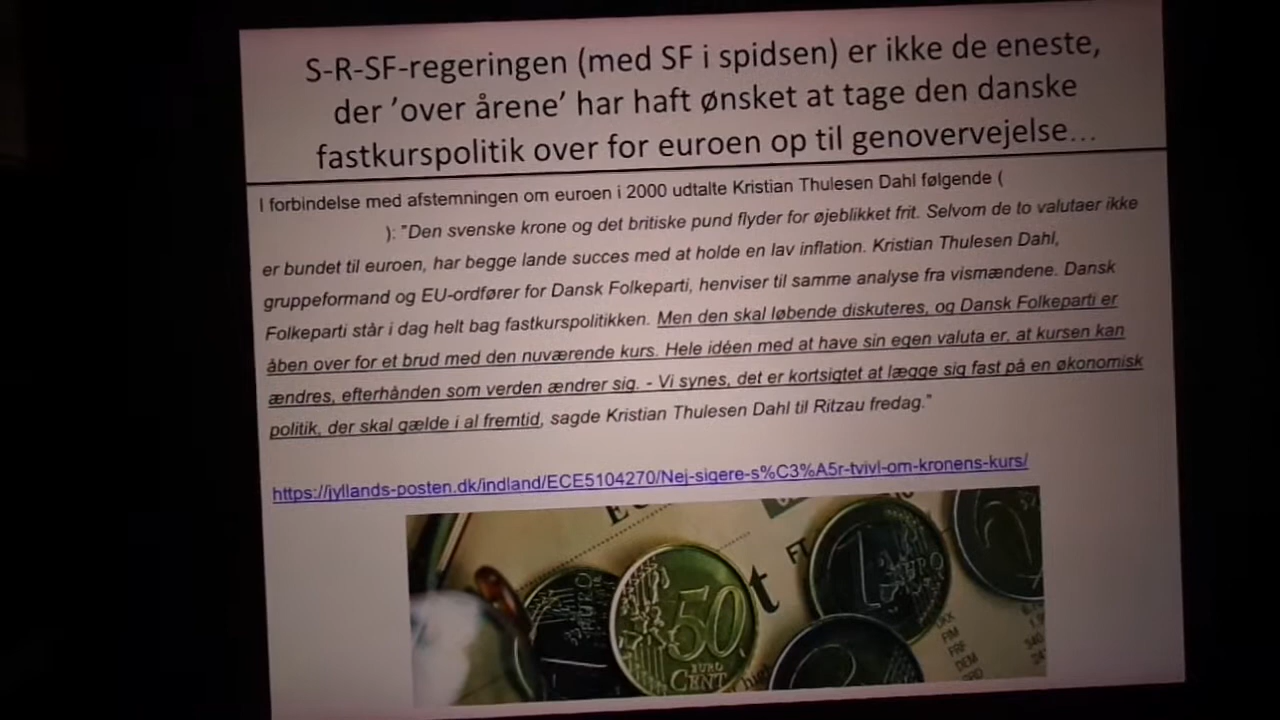 S-R-SF-regeringen (med SF i spidsen) er ikke de eneste,
der ’over årene’ har haft ønsket at tage den danske
fastkurspolitik over for euroen op til genovervejelse…
I forbindelse med afstemningen om euroen i 2000 udtalte Kristian Thulesen Dahl følgende (
): ”Den svenske krone og det britiske pund flyder for øjeblikket frit. Selvom de to valutaer ikke
er bundet til euroen, har begge lande succes med at holde en lav inflation. Kristian Thulesen Dahl,
gruppeformand og EU-ordfører for Dansk Folkeparti, henviser til samme analyse fra vismændene. Dansk
Folkeparti står i dag helt bag fastkurspolitikken. Men den skal løbende diskuteres, og Dansk Folkeparti er
åben over for et brud med den nuværende kurs. Hele idéen med at have sin egen valuta er, at kursen kan
ændres, efterhånden som verden ændrer sig. - Vi synes, det er kortsigtet at lægge sig fast på en økonomisk
politik, der skal gælde i al fremtid, sagde Kristian Thulesen Dahl til Ritzau fredag.”
https://jyllands-posten.dk/indland/ECE5104270/Nej-sigere-s%C3%A5r-tvivl-om-kronens-kurs/
50
EURO
CENT
1
EURO
FIM
FRF
DEM